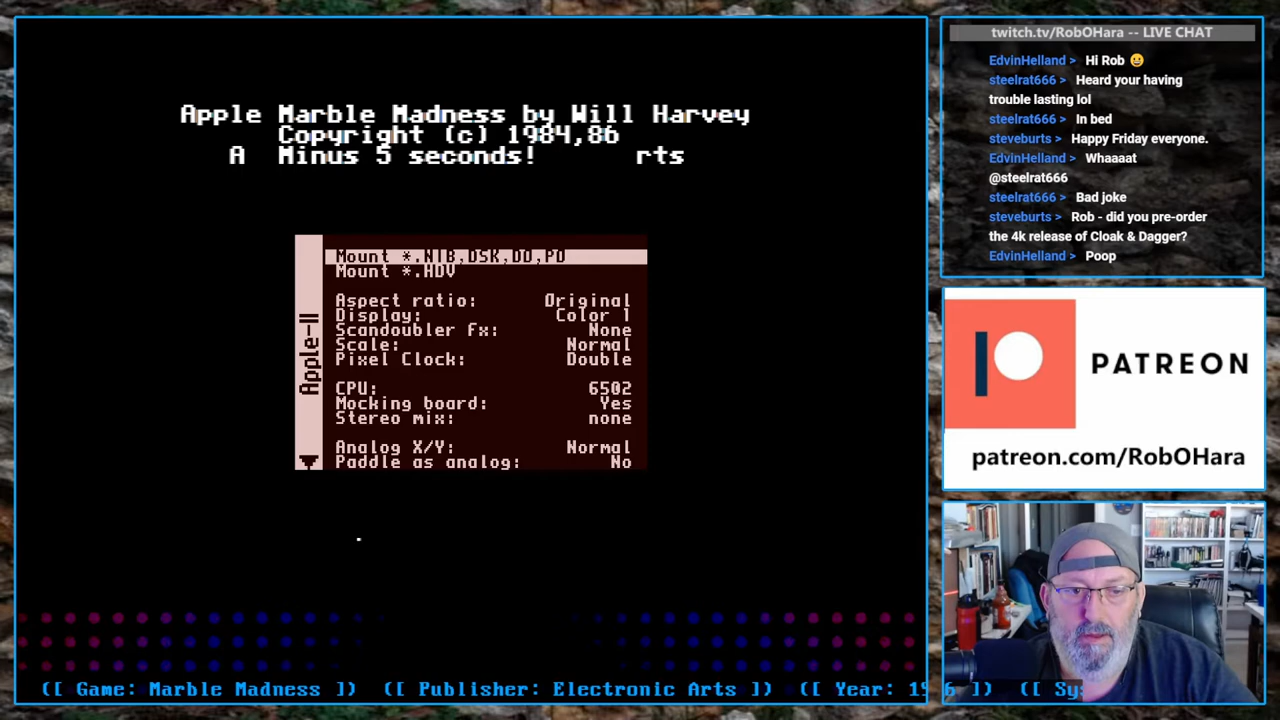 Apple Marble Madness by Will Harvey
Copyright (c) 1984,86
A Minus 5 seconds! rts
Mount *.NIB,DSK,DO,PO
Mount *.HDV
Aspect ratio: Original
Display: Color 1
Scandoubler Fx: None
Scale: Normal
Pixel Clock: Double
CPU: 6502
Mocking board: Yes
Stereo mix: none
Analog X/Y: Normal
Paddle as analog: No
Apple-II
.
([ Game: Marble Madness ]) ([ Publisher: Electronic Arts ]) ([ Year: 19 6 ]) ([ Sy
twitch.tv/RobOHara -- LIVE CHAT
EdvinHelland > Hi Rob 😀
steelrat666 > Heard your having
trouble lasting lol
steelrat666 > In bed
steveburts > Happy Friday everyone.
EdvinHelland > Whaaaat
@steelrat666
steelrat666 > Bad joke
steveburts > Rob - did you pre-order
the 4k release of Cloak & Dagger?
EdvinHelland > Poop
PATREON
patreon.com/RobOHara